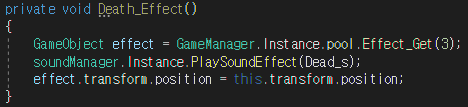 private void Death_Effect()
{
    GameObject effect = GameManager.Instance.pool.Effect_Get(3);
    soundManager.Instance.PlaySoundEffect(Dead_s);
    effect.transform.position = this.transform.position;
}